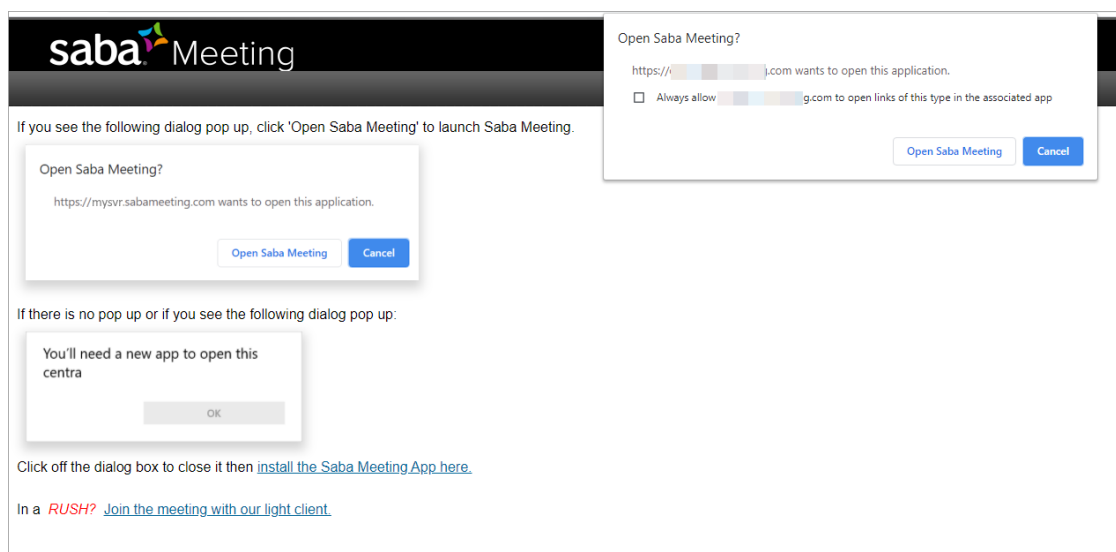 saba. Meeting
Open Saba Meeting?
https:// .com wants to open this application.
Always allow g.com to open links of this type in the associated app
Open Saba Meeting Cancel
If you see the following dialog pop up, click 'Open Saba Meeting' to launch Saba Meeting.
Open Saba Meeting?
https://mysvr.sabameeting.com wants to open this application.
Open Saba Meeting Cancel
If there is no pop up or if you see the following dialog pop up:
You'll need a new app to open this
centra
OK
Click off the dialog box to close it then install the Saba Meeting App here.
In a RUSH? Join the meeting with our light client.